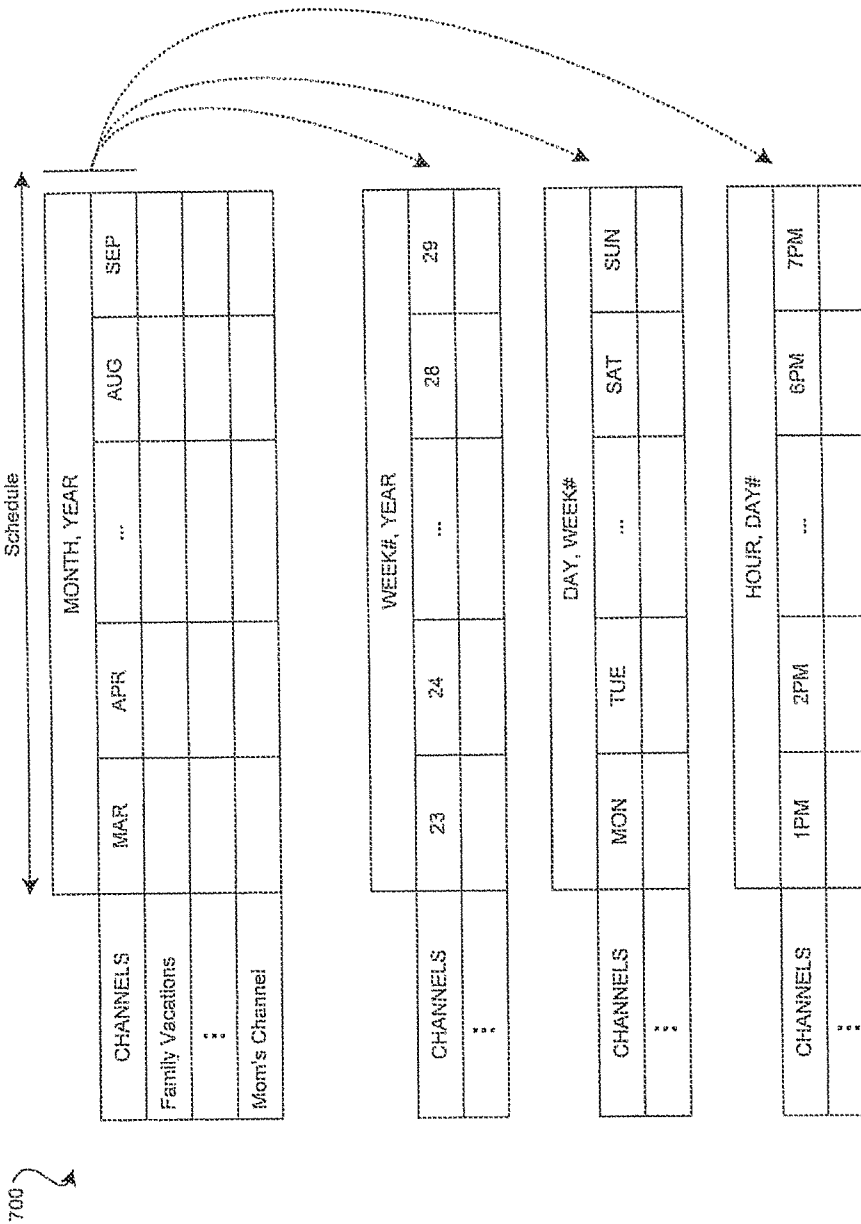 700
Schedule
MONTH, YEAR
CHANNELS MAR APR ... AUG SEP
Family Vacations
...
Mom's Channel
WEEK#, YEAR
CHANNELS 23 24 ... 28 29
...
DAY, WEEK#
CHANNELS MON TUE ... SAT SUN
...
HOUR, DAY#
CHANNELS 1PM 2PM ... 6PM 7PM
...